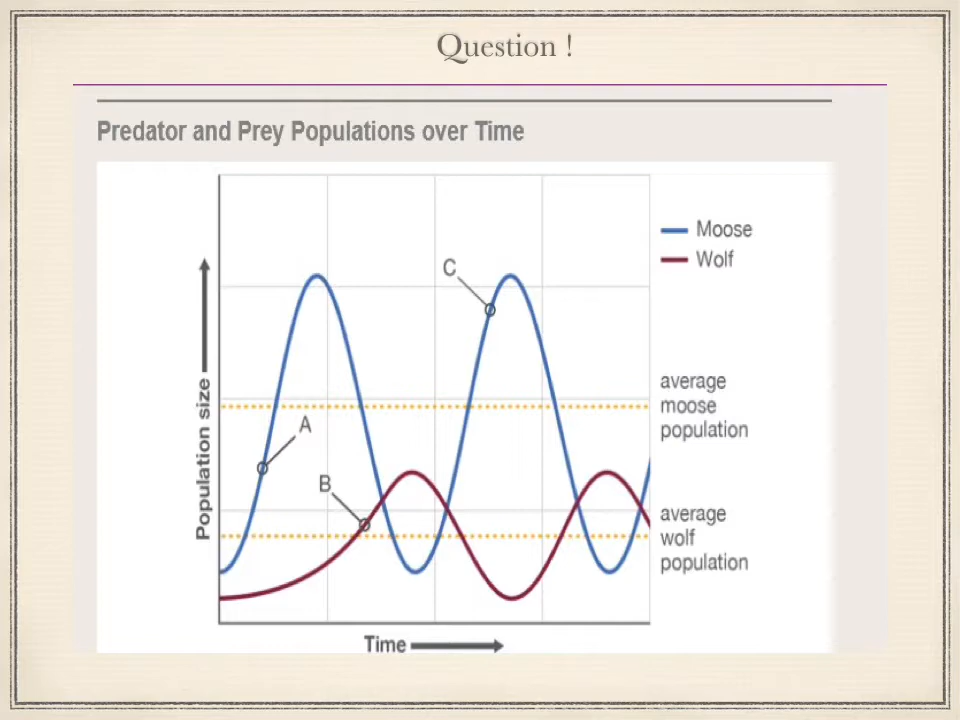 Question !
Predator and Prey Populations over Time
Moose
Wolf
C
A
B
average
moose
population
average
wolf
population
Population size
Time